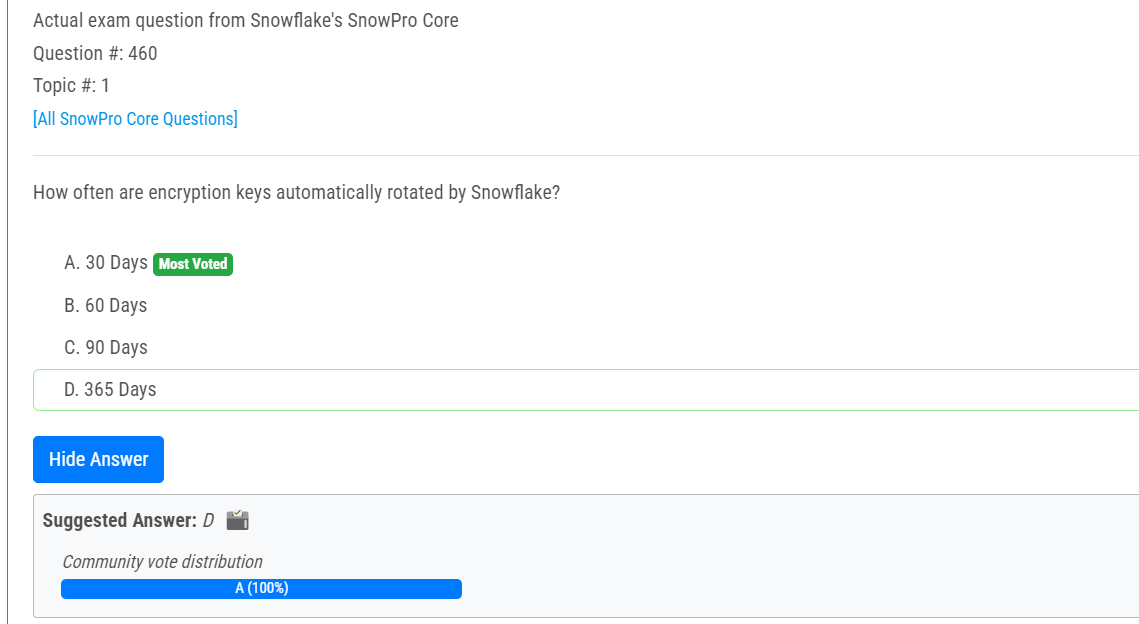 Actual exam question from Snowflake's SnowPro Core
Question #: 460
Topic #: 1
[All SnowPro Core Questions]
How often are encryption keys automatically rotated by Snowflake?
A. 30 Days Most Voted
B. 60 Days
C. 90 Days
D. 365 Days
Hide Answer
Suggested Answer: D
Community vote distribution
A (100%)